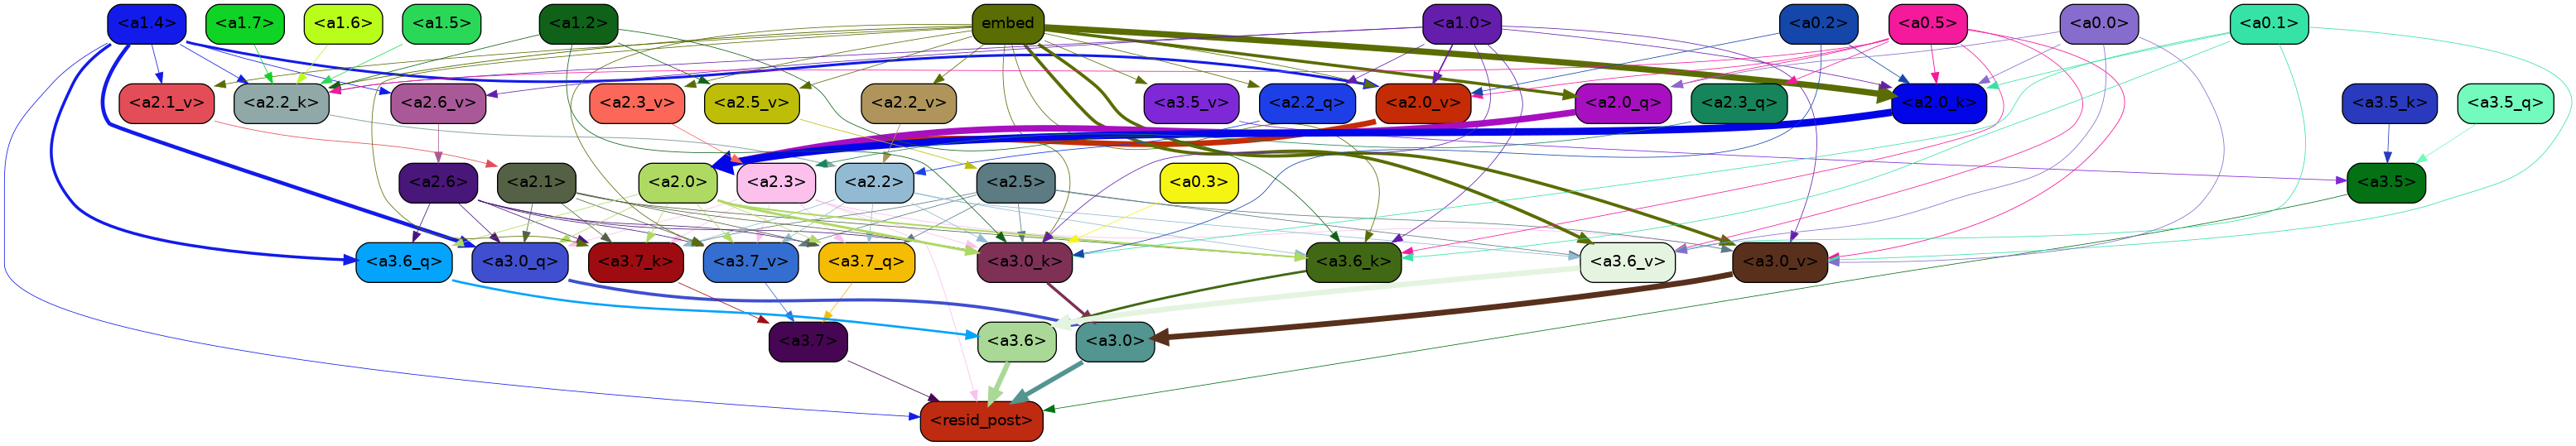 <a1.4> <a1.7> <a1.6> <a1.5> <a1.2> embed <a1.0> <a0.2> <a0.5> <a0.0> <a0.1>
<a2.1_v> <a2.2_k> <a2.6_v> <a2.3_v> <a2.5_v> <a2.2_v> <a3.5_v> <a2.2_q> <a2.0_v> <a2.0_q> <a2.3_q> <a2.0_k> <a3.5_k> <a3.5_q>
<a2.6> <a2.1> <a2.0> <a2.3> <a2.2> <a2.5> <a0.3> <a3.5>
<a3.6_q> <a3.0_q> <a3.7_k> <a3.7_v> <a3.7_q> <a3.0_k> <a3.6_k> <a3.6_v> <a3.0_v>
<a3.7> <a3.6> <a3.0>
<resid_post>